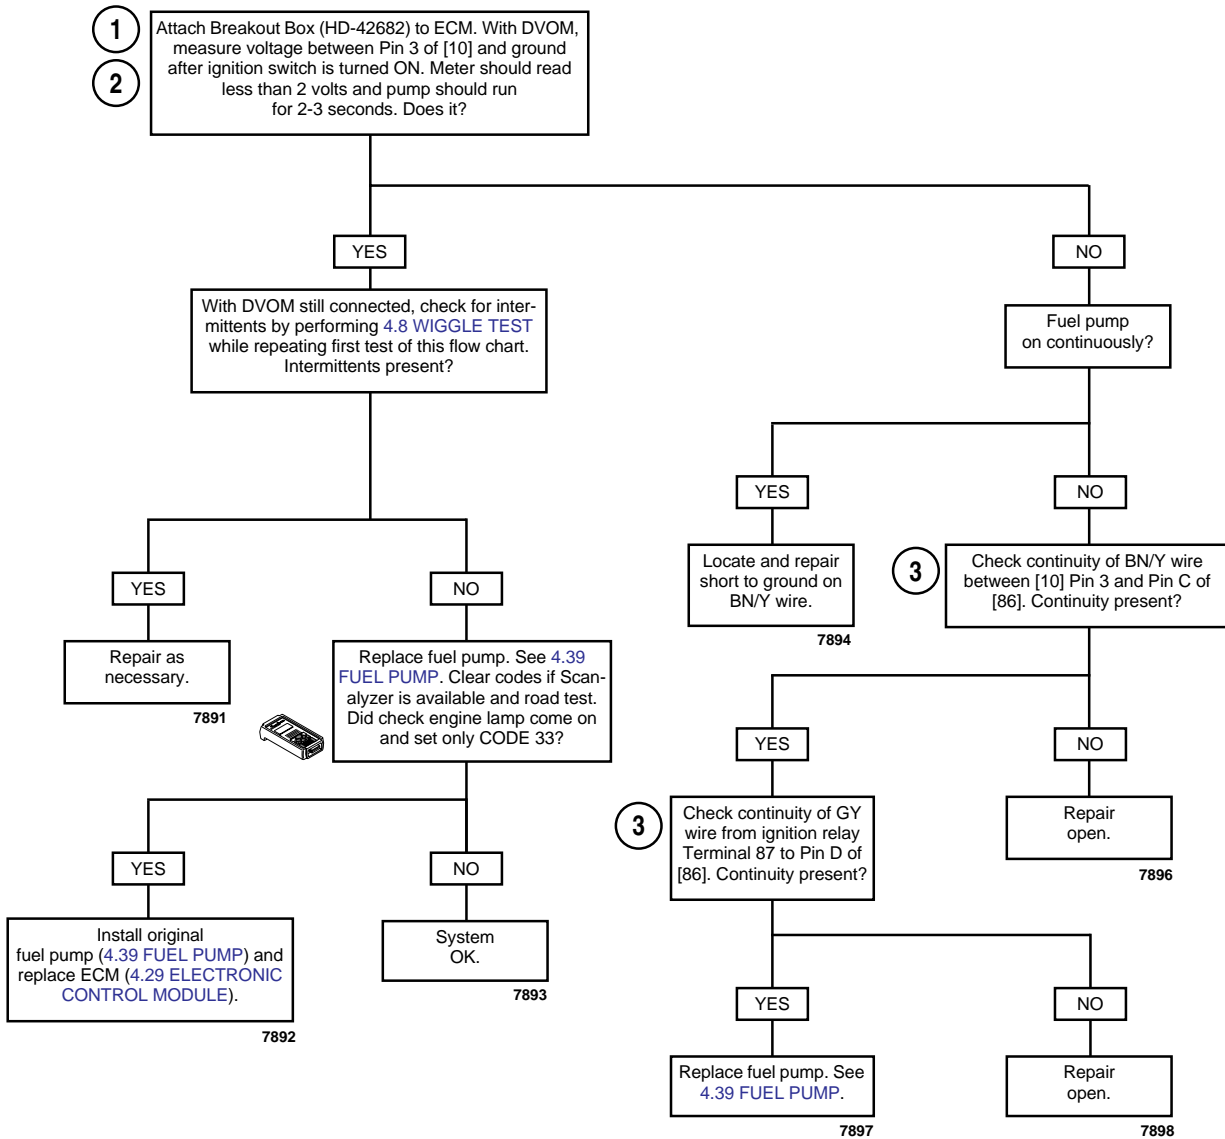 1
2
Attach Breakout Box (HD-42682) to ECM. With DVOM,
measure voltage between Pin 3 of [10] and ground
after ignition switch is turned ON. Meter should read
less than 2 volts and pump should run
for 2-3 seconds. Does it?
YES
NO
With DVOM still connected, check for inter-
mittents by performing 4.8 WIGGLE TEST
while repeating first test of this flow chart.
Intermittents present?
Fuel pump
on continuously?
YES
NO
YES
NO
Locate and repair
short to ground on
BN/Y wire.
7894
3
Check continuity of BN/Y wire
between [10] Pin 3 and Pin C of
[86]. Continuity present?
Repair as
necessary.
7891
Replace fuel pump. See 4.39
FUEL PUMP. Clear codes if Scan-
alyzer is available and road test.
Did check engine lamp come on
and set only CODE 33?
YES
NO
3
Check continuity of GY
wire from ignition relay
Terminal 87 to Pin D of
[86]. Continuity present?
Repair
open.
7896
YES
NO
Install original
fuel pump (4.39 FUEL PUMP) and
replace ECM (4.29 ELECTRONIC
CONTROL MODULE).
7892
System
OK.
7893
YES
NO
Replace fuel pump. See
4.39 FUEL PUMP.
7897
Repair
open.
7898